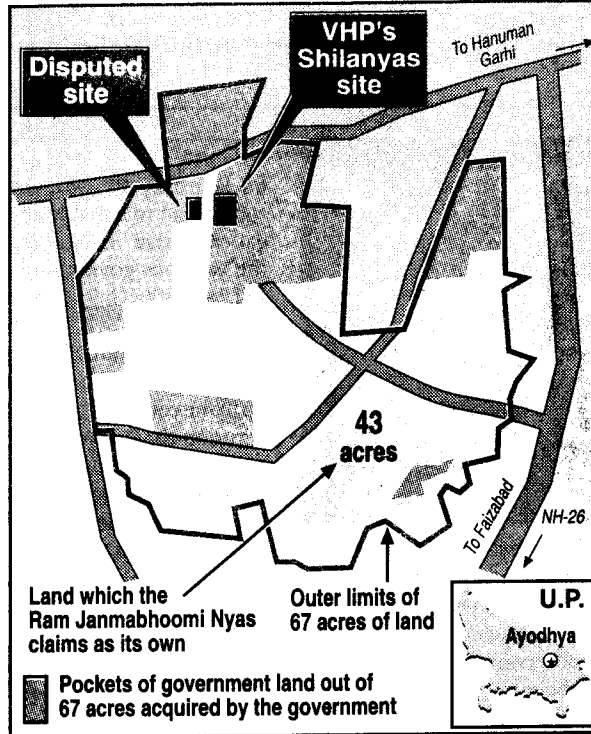 Disputed
site
VHP's
Shilanyas
site
To Hanuman
Garhi
43
acres
To Faizabad
NH-26
Land which the
Ram Janmabhoomi Nyas
claims as its own
Outer limits of
67 acres of land
U.P.
Ayodhya
Pockets of government land out of
67 acres acquired by the government